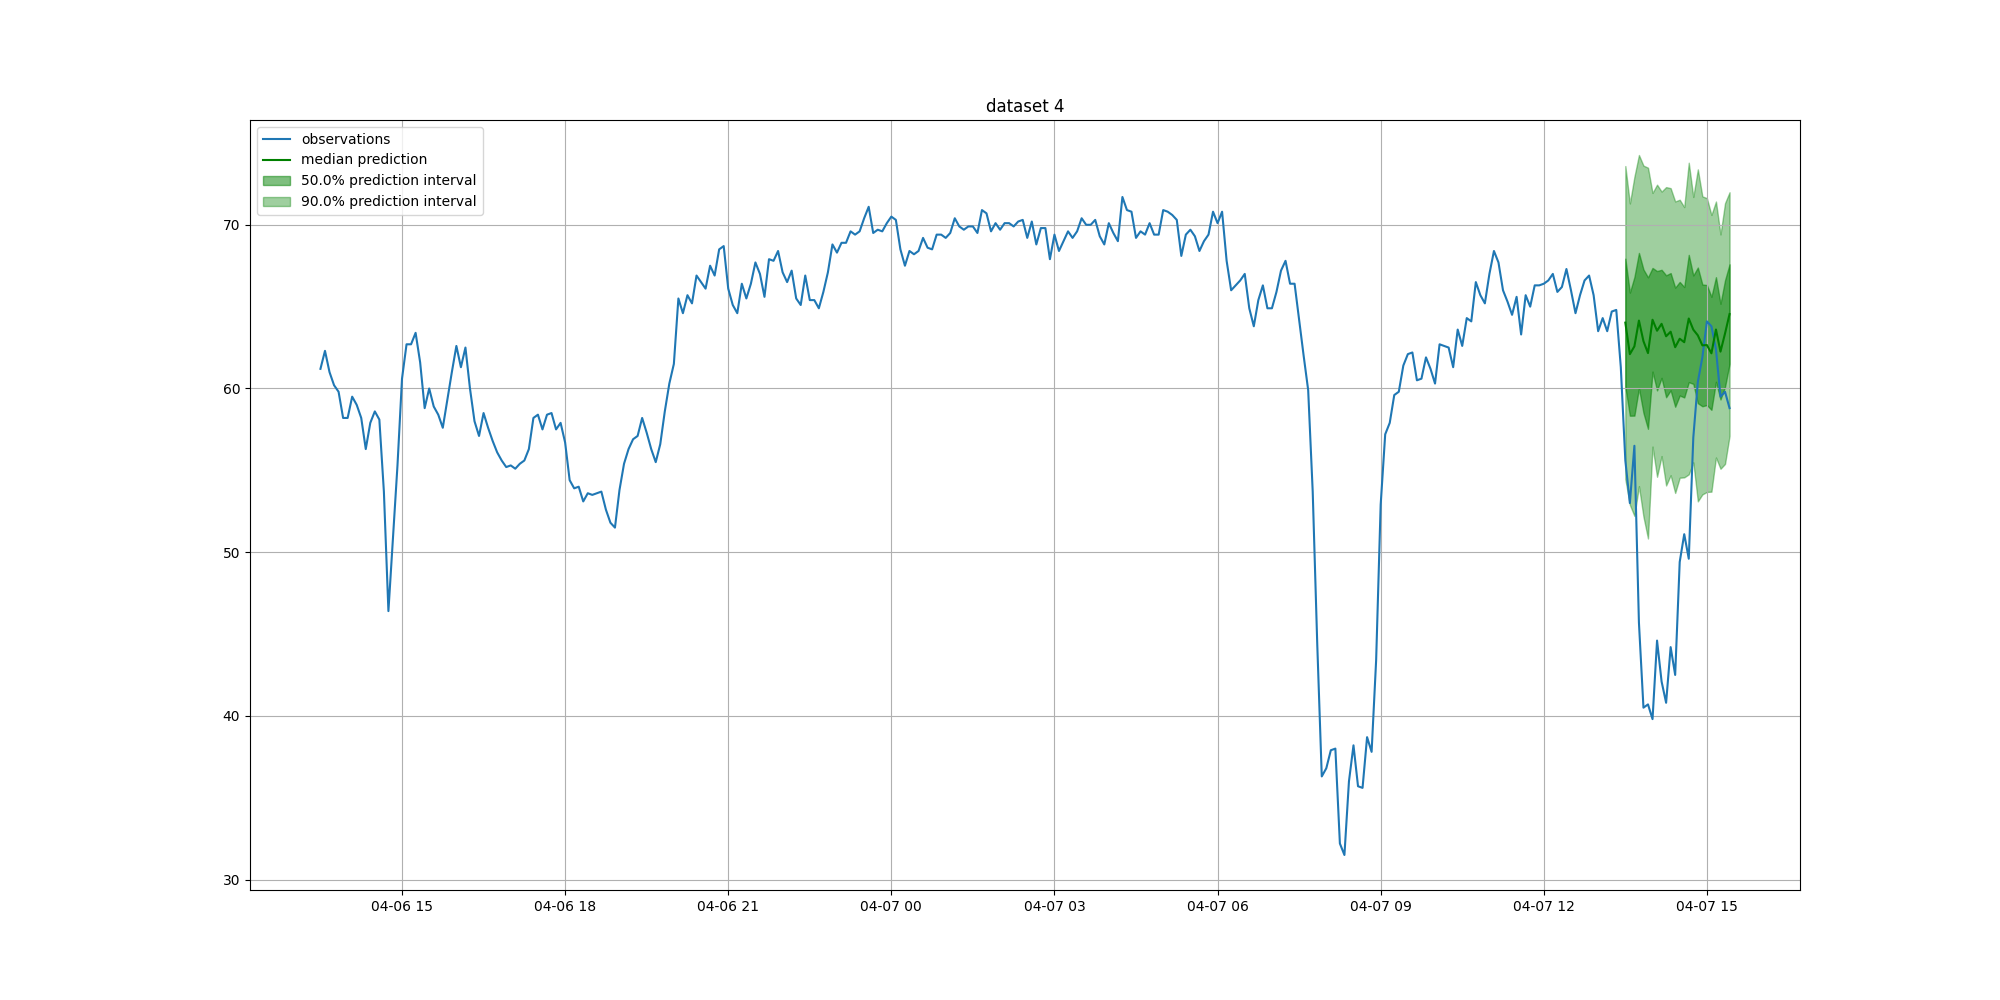 dataset 4
observations
median prediction
50.0% prediction interval
90.0% prediction interval
70
60
50
40
30
04-06 15
04-06 18
04-06 21
04-07 00
04-07 03
04-07 06
04-07 09
04-07 12
04-07 15